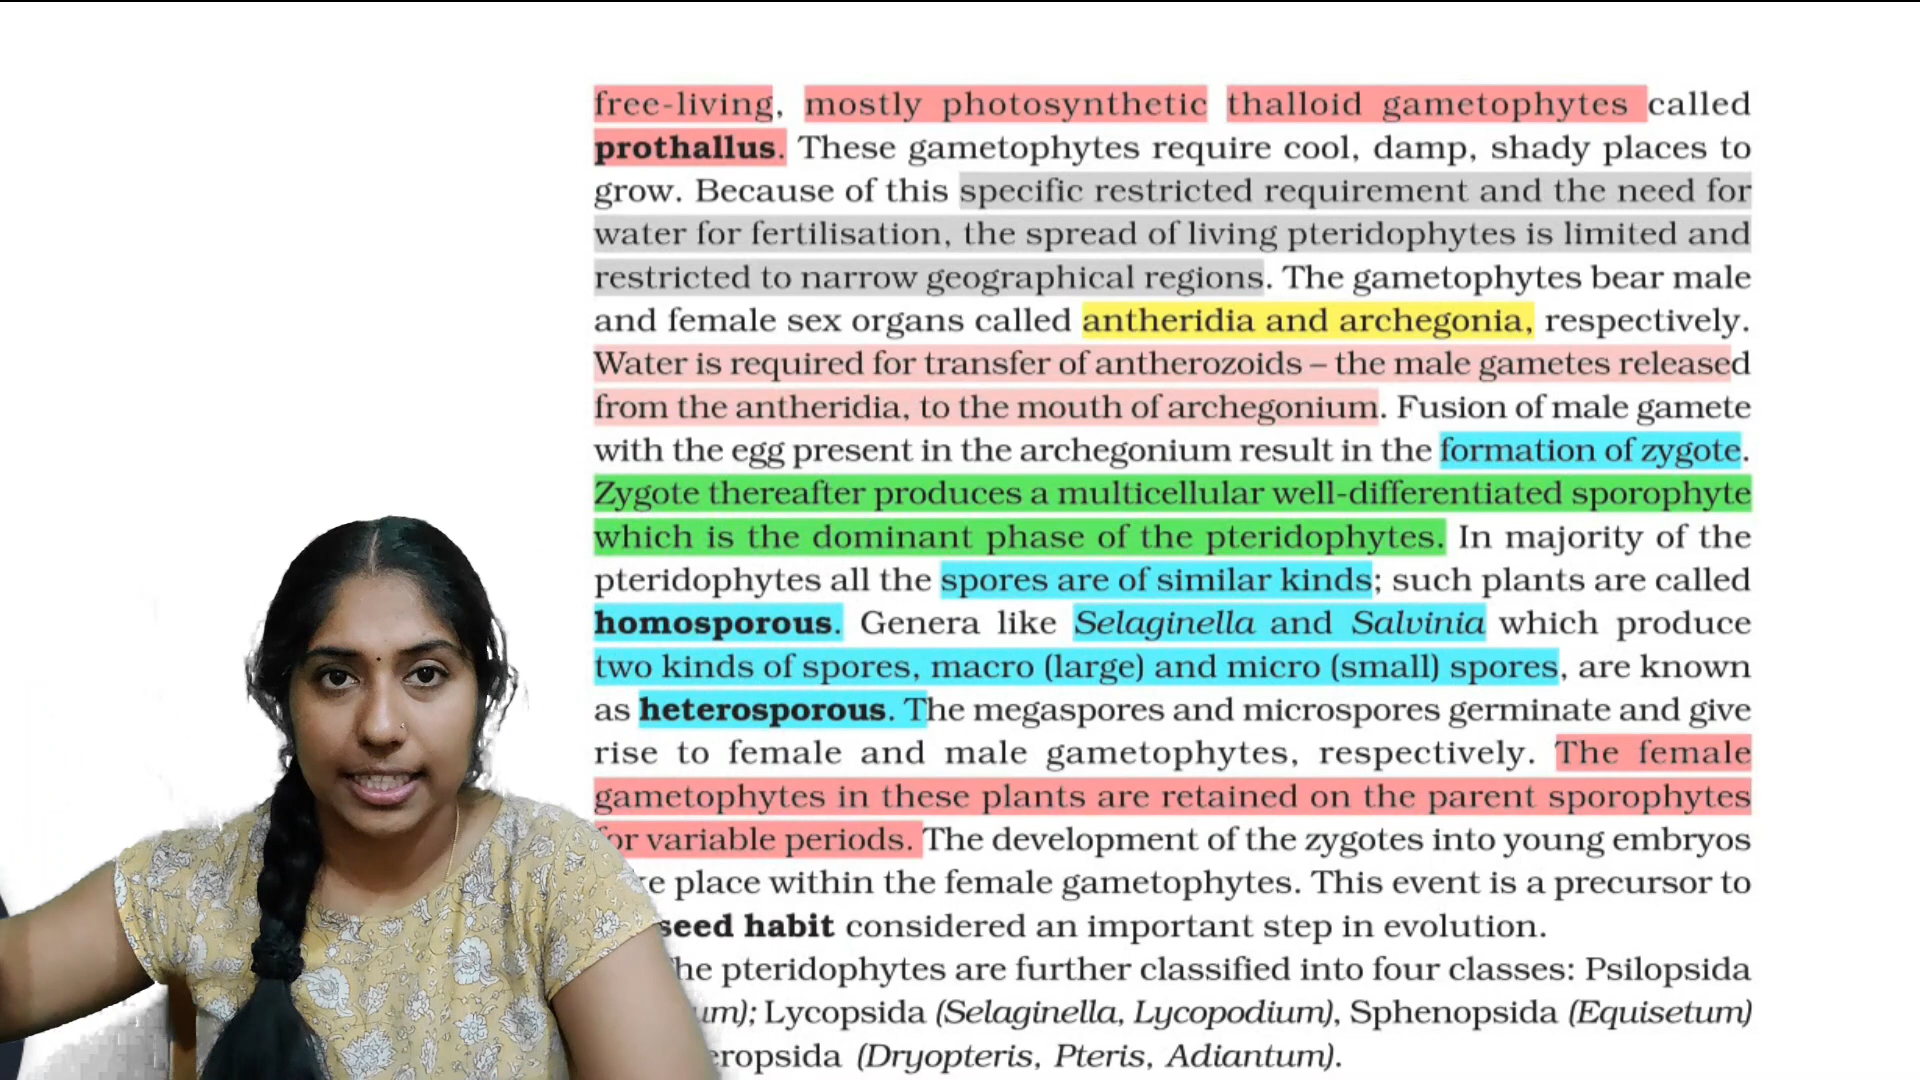 free-living, mostly photosynthetic thalloid gametophytes called
prothallus. These gametophytes require cool, damp, shady places to
grow. Because of this specific restricted requirement and the need for
water for fertilisation, the spread of living pteridophytes is limited and
restricted to narrow geographical regions. The gametophytes bear male
and female sex organs called antheridia and archegonia, respectively.
Water is required for transfer of antherozoids – the male gametes released
from the antheridia, to the mouth of archegonium. Fusion of male gamete
with the egg present in the archegonium result in the formation of zygote.
Zygote thereafter produces a multicellular well-differentiated sporophyte
which is the dominant phase of the pteridophytes. In majority of the
pteridophytes all the spores are of similar kinds; such plants are called
homosporous. Genera like Selaginella and Salvinia which produce
two kinds of spores, macro (large) and micro (small) spores, are known
as heterosporous. The megaspores and microspores germinate and give
rise to female and male gametophytes, respectively. The female
gametophytes in these plants are retained on the parent sporophytes
variable periods. The development of the zygotes into young embryos
place within the female gametophytes. This event is a precursor to
seed habit considered an important step in evolution.
pteridophytes are further classified into four classes: Psilopsida
Lycopsida (Selaginella, Lycopodium), Sphenopsida (Equisetum)
(Dryopteris, Pteris, Adiantum).